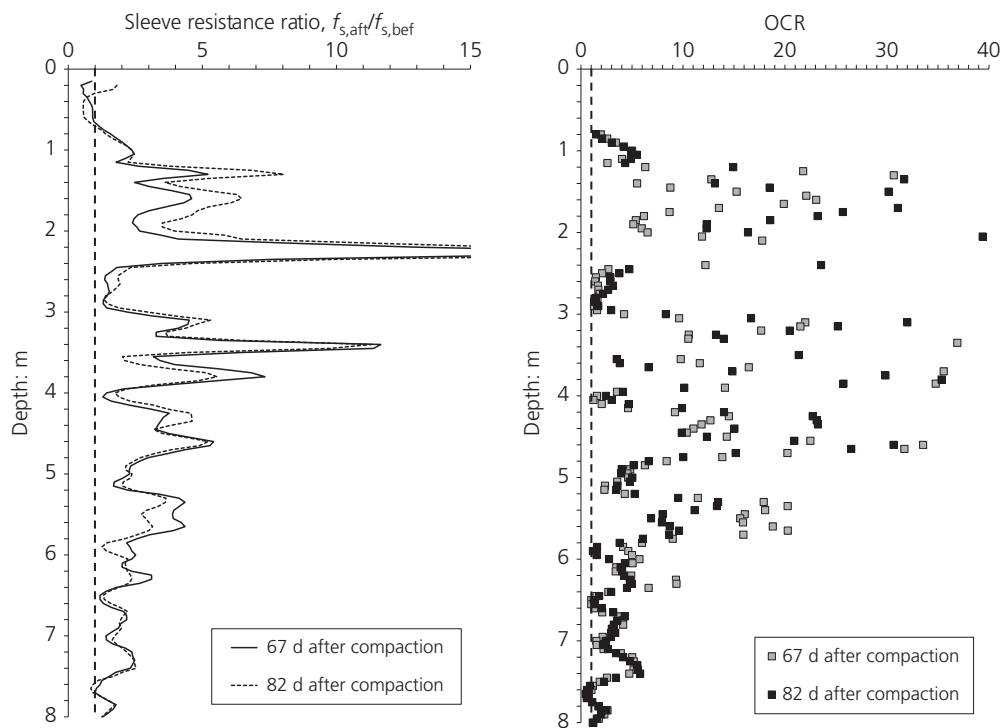 Sleeve resistance ratio, fs,aft/fs,bef
0 5 10 15
0
1
2
3
4
5
6
7
8
Depth: m
67 d after compaction
82 d after compaction
OCR
0 10 20 30 40
0
1
2
3
4
5
6
7
8
Depth: m
67 d after compaction
82 d after compaction